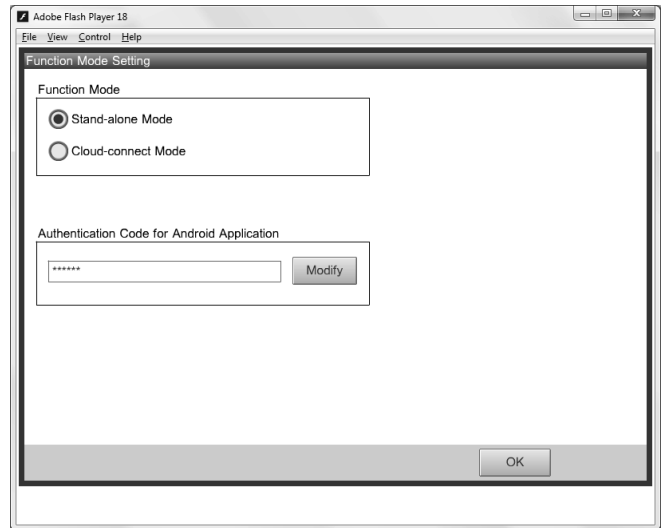 Adobe Flash Player 18
File View Control Help
Function Mode Setting
Function Mode
Stand-alone Mode
Cloud-connect Mode
Authentication Code for Android Application
******
Modify
OK